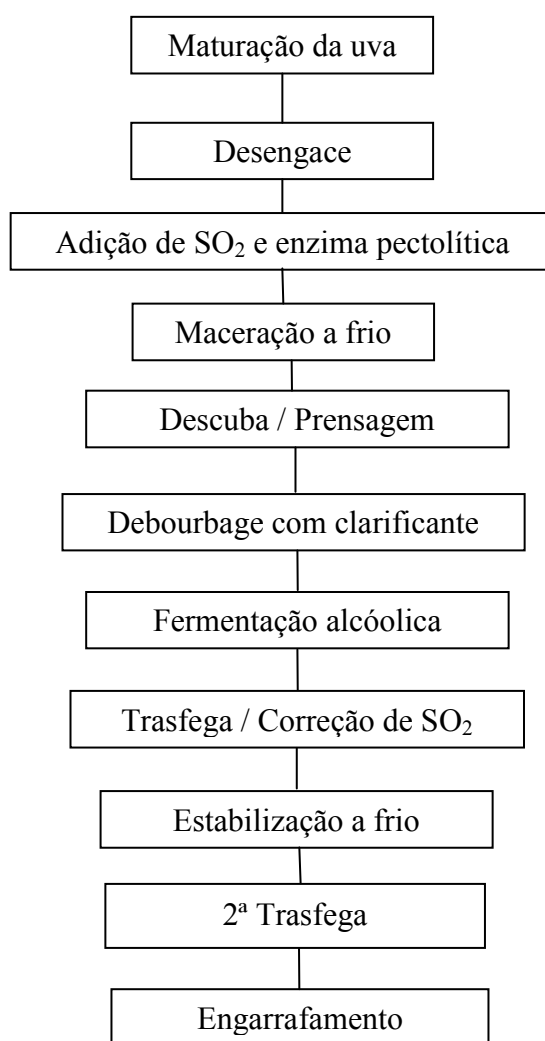 Maturação da uva
Desengace
Adição de SO₂ e enzima pectolítica
Maceração a frio
Descuba / Prensagem
Debourbage com clarificante
Fermentação alcóolica
Trasfega / Correção de SO₂
Estabilização a frio
2ª Trasfega
Engarrafamento